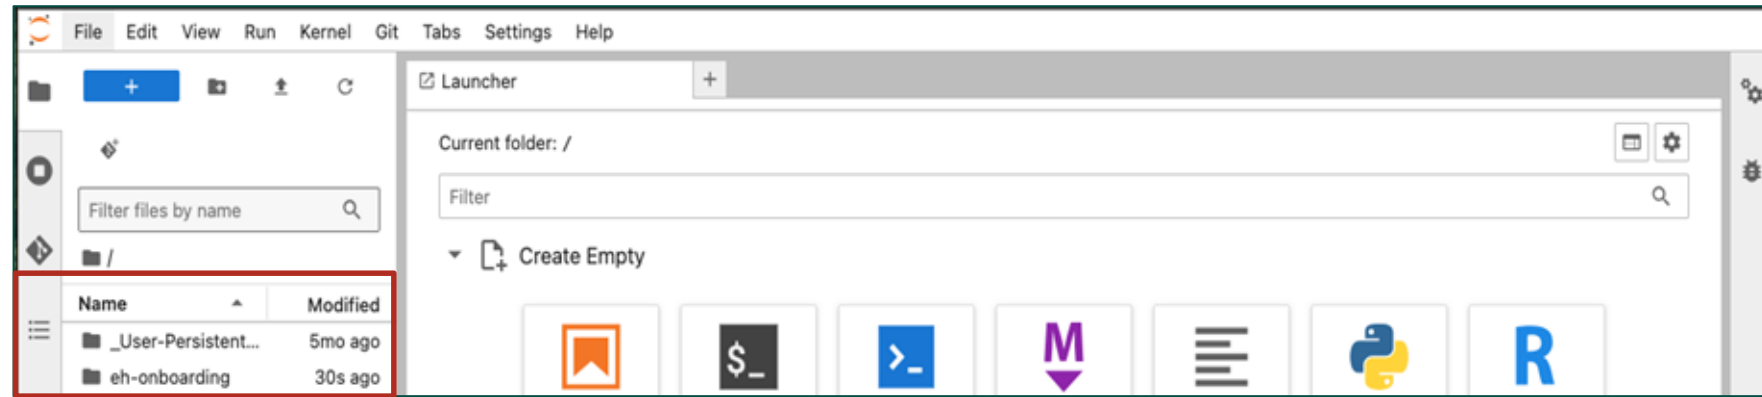 File Edit View Run Kernel Git Tabs Settings Help
+
Launcher
+
Current folder: /
Filter files by name
Filter
/
Create Empty
Name Modified
_User-Persistent... 5mo ago
eh-onboarding 30s ago
$_
>_
M
R